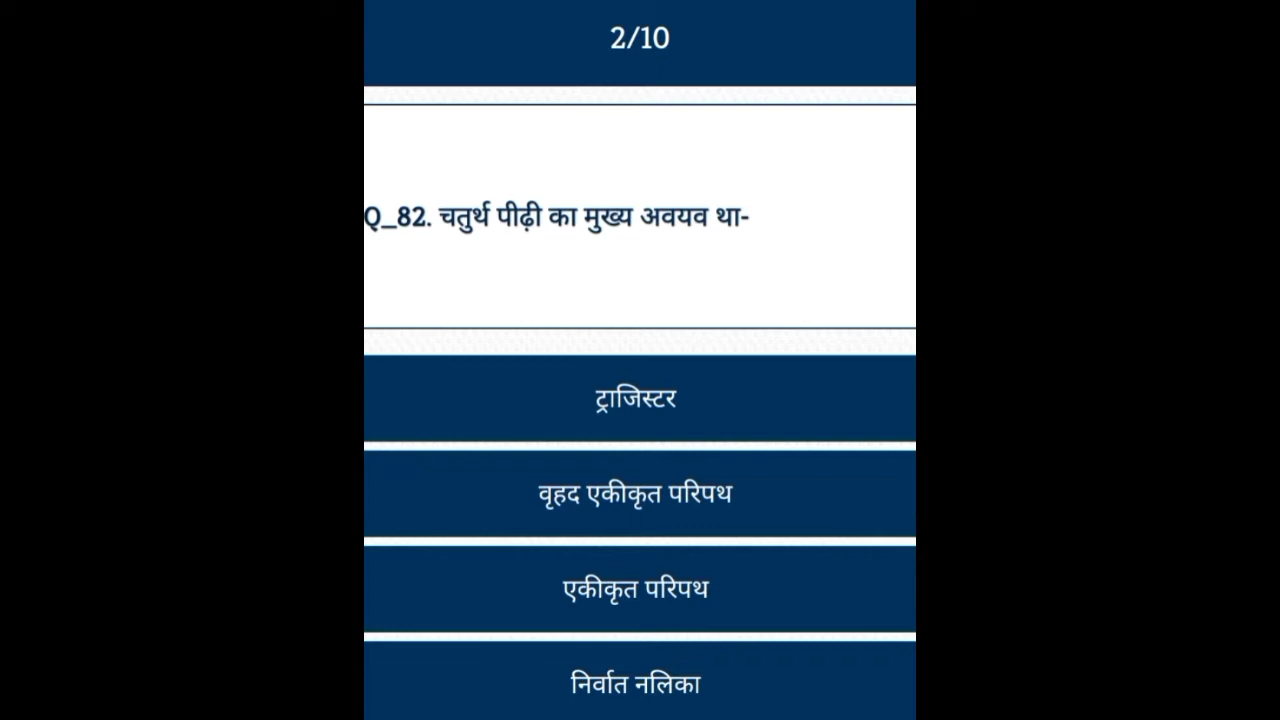 2/10
Q_82. चतुर्थ पीढ़ी का मुख्य अवयव था-
ट्राजिस्टर
वृहद एकीकृत परिपथ
एकीकृत परिपथ
निर्वात नलिका